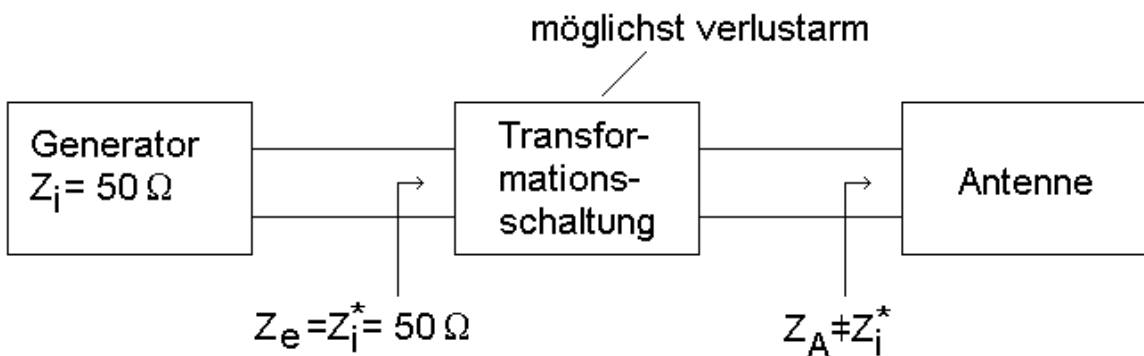 möglichst verlustarm
Generator
Zi = 50 Ω
Transfor-
mations-
schaltung
Antenne
Ze = Zi* = 50 Ω
ZA ≠ Zi*